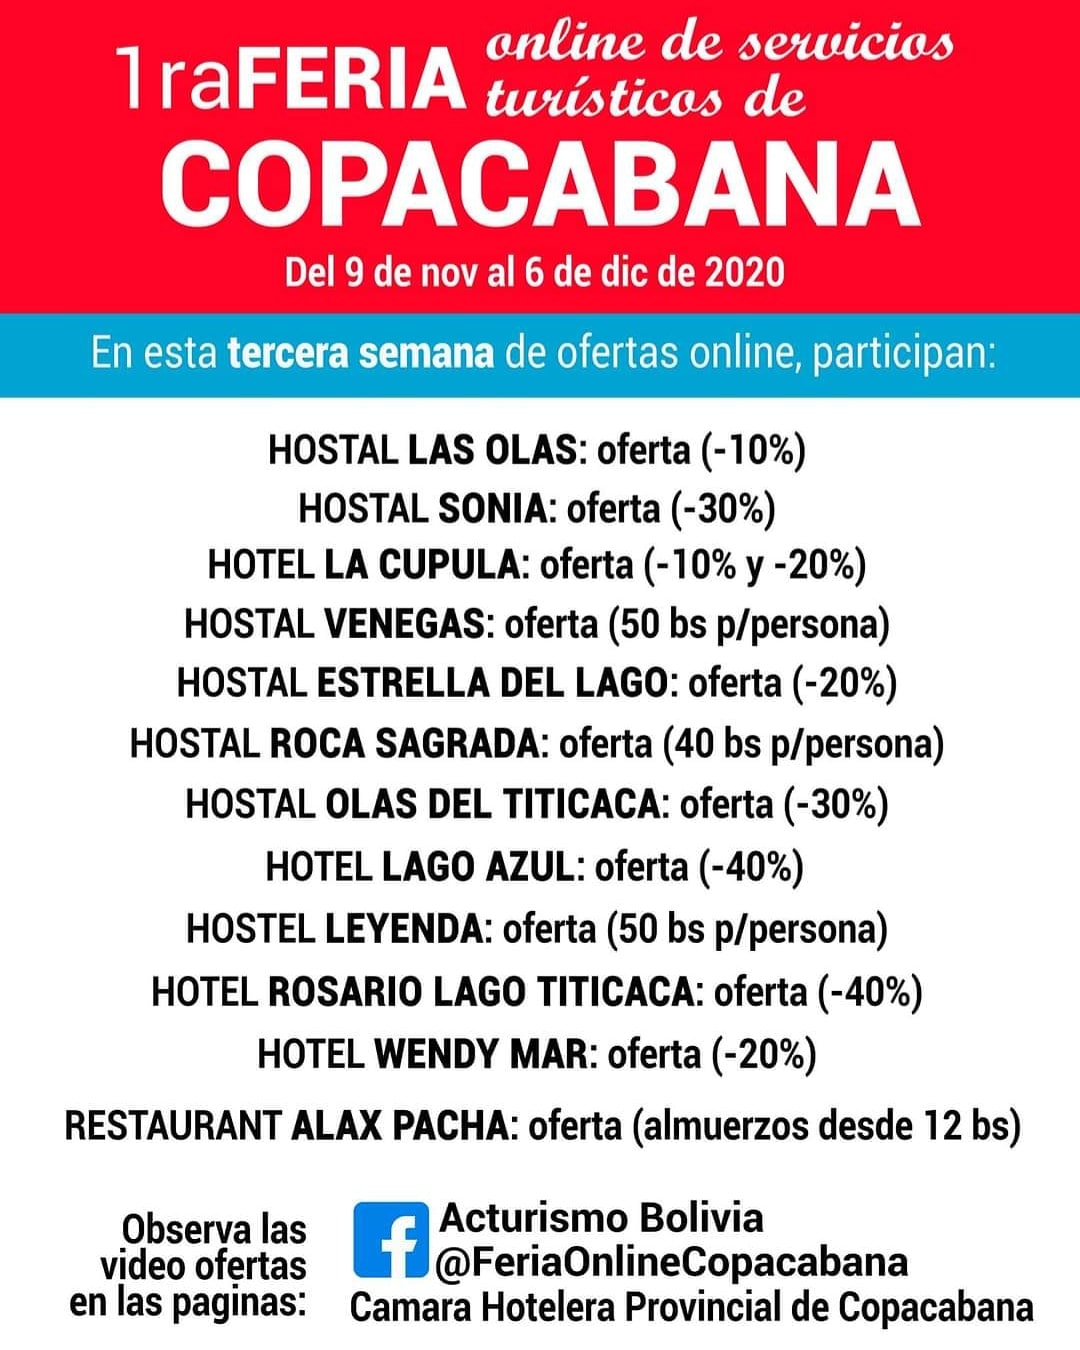 1raFERIA online de servicios
turísticos de
COPACABANA
Del 9 de nov al 6 de dic de 2020
En esta tercera semana de ofertas online, participan:
HOSTAL LAS OLAS: oferta (-10%)
HOSTAL SONIA: oferta (-30%)
HOTEL LA CUPULA: oferta (-10% y -20%)
HOSTAL VENEGAS: oferta (50 bs p/persona)
HOSTAL ESTRELLA DEL LAGO: oferta (-20%)
HOSTAL ROCA SAGRADA: oferta (40 bs p/persona)
HOSTAL OLAS DEL TITICACA: oferta (-30%)
HOTEL LAGO AZUL: oferta (-40%)
HOSTEL LEYENDA: oferta (50 bs p/persona)
HOTEL ROSARIO LAGO TITICACA: oferta (-40%)
HOTEL WENDY MAR: oferta (-20%)
RESTAURANT ALAX PACHA: oferta (almuerzos desde 12 bs)
Observa las
video ofertas
en las paginas:
f
Acturismo Bolivia
@FeriaOnlineCopacabana
Camara Hotelera Provincial de Copacabana